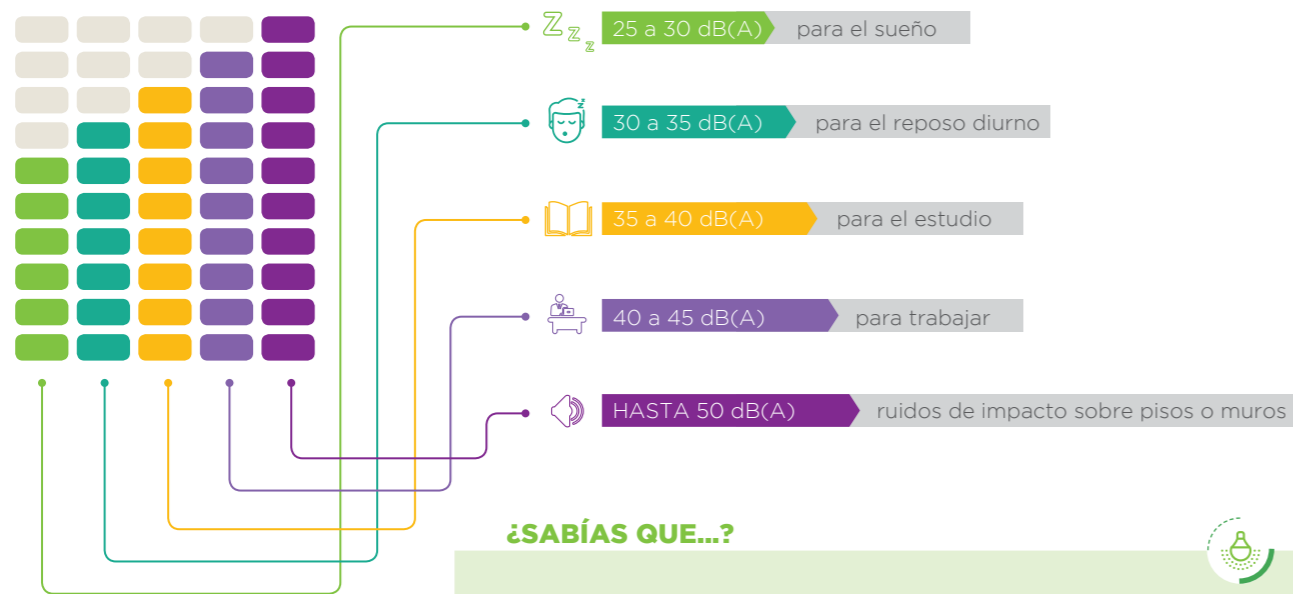 Z z z 25 a 30 dB(A) para el sueño
30 a 35 dB(A) para el reposo diurno
35 a 40 dB(A) para el estudio
40 a 45 dB(A) para trabajar
HASTA 50 dB(A) ruidos de impacto sobre pisos o muros
¿SABÍAS QUE...?